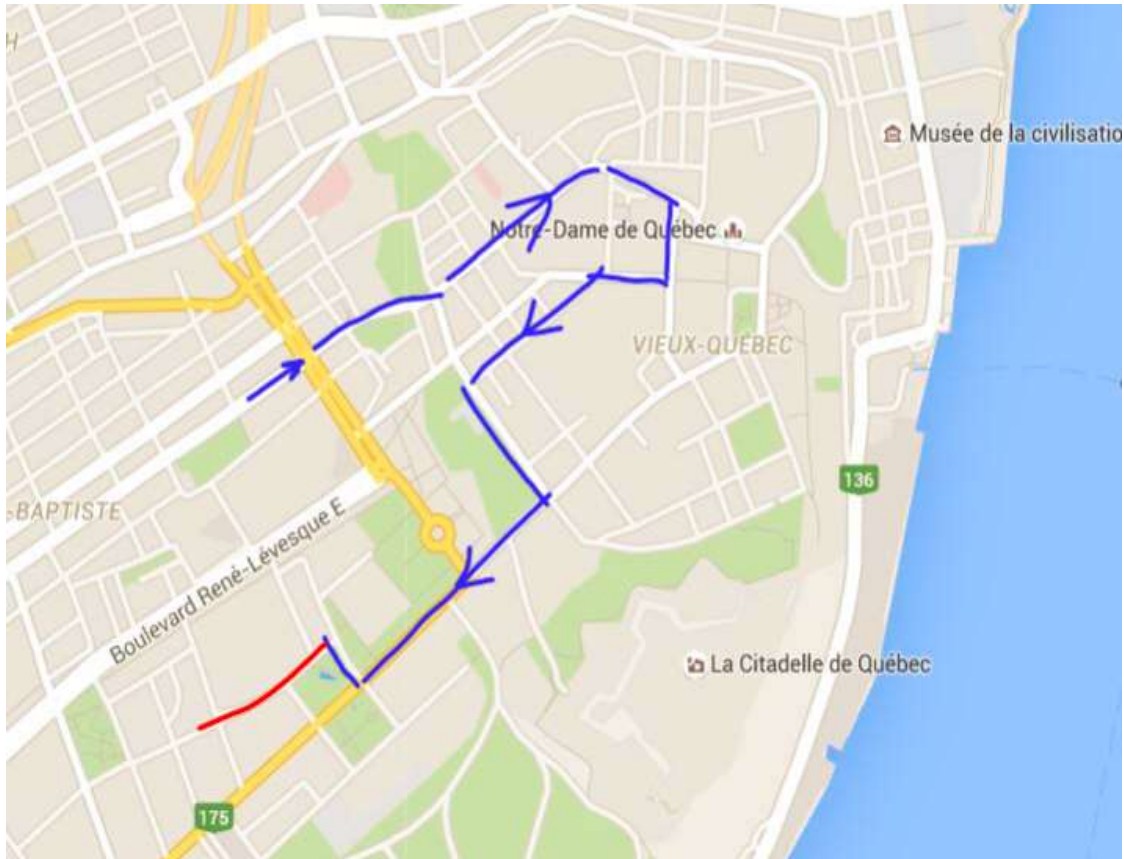 H
Musée de la civilisatio
Notre-Dame de Québec
VIEUX-QUÉBEC
136
-BAPTISTE
Boulevard René-Lévesque E
La Citadelle de Québec
175